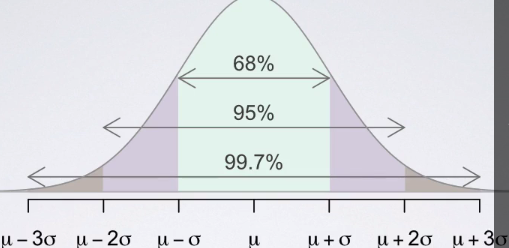 68%
95%
99.7%
μ – 3σ μ – 2σ μ – σ μ μ + σ μ + 2σ μ + 3σ